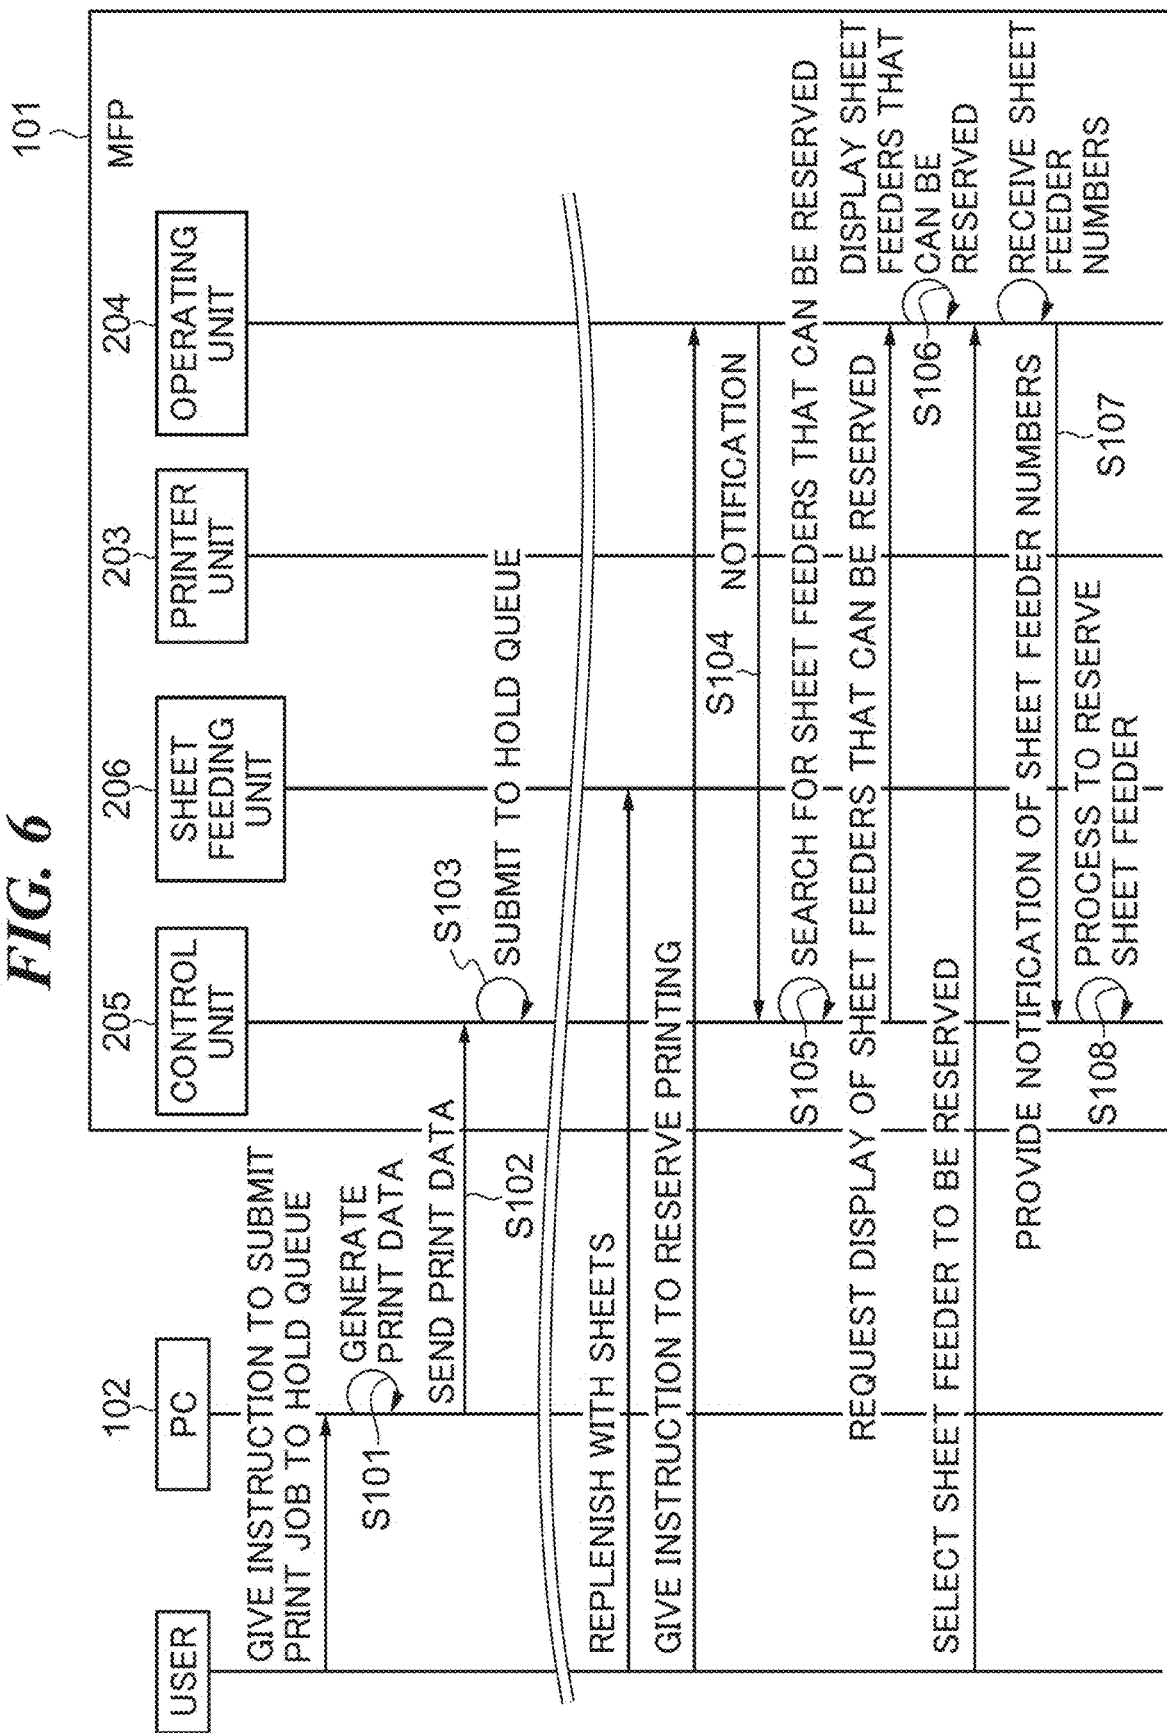 FIG. 6
101
MFP
102
205
206
203
204
USER
PC
CONTROL
UNIT
SHEET
FEEDING
UNIT
PRINTER
UNIT
OPERATING
UNIT
GIVE INSTRUCTION TO SUBMIT
PRINT JOB TO HOLD QUEUE
S101
GENERATE
PRINT DATA
SEND PRINT DATA
S102
S103
SUBMIT TO HOLD QUEUE
REPLENISH WITH SHEETS
GIVE INSTRUCTION TO RESERVE PRINTING
S104
NOTIFICATION
S105
SEARCH FOR SHEET FEEDERS THAT CAN BE RESERVED
REQUEST DISPLAY OF SHEET FEEDERS THAT CAN BE RESERVED
S106
DISPLAY SHEET
FEEDERS THAT
CAN BE
RESERVED
SELECT SHEET FEEDER TO BE RESERVED
RECEIVE SHEET
FEEDER
NUMBERS
PROVIDE NOTIFICATION OF SHEET FEEDER NUMBERS
S107
S108
PROCESS TO RESERVE
SHEET FEEDER